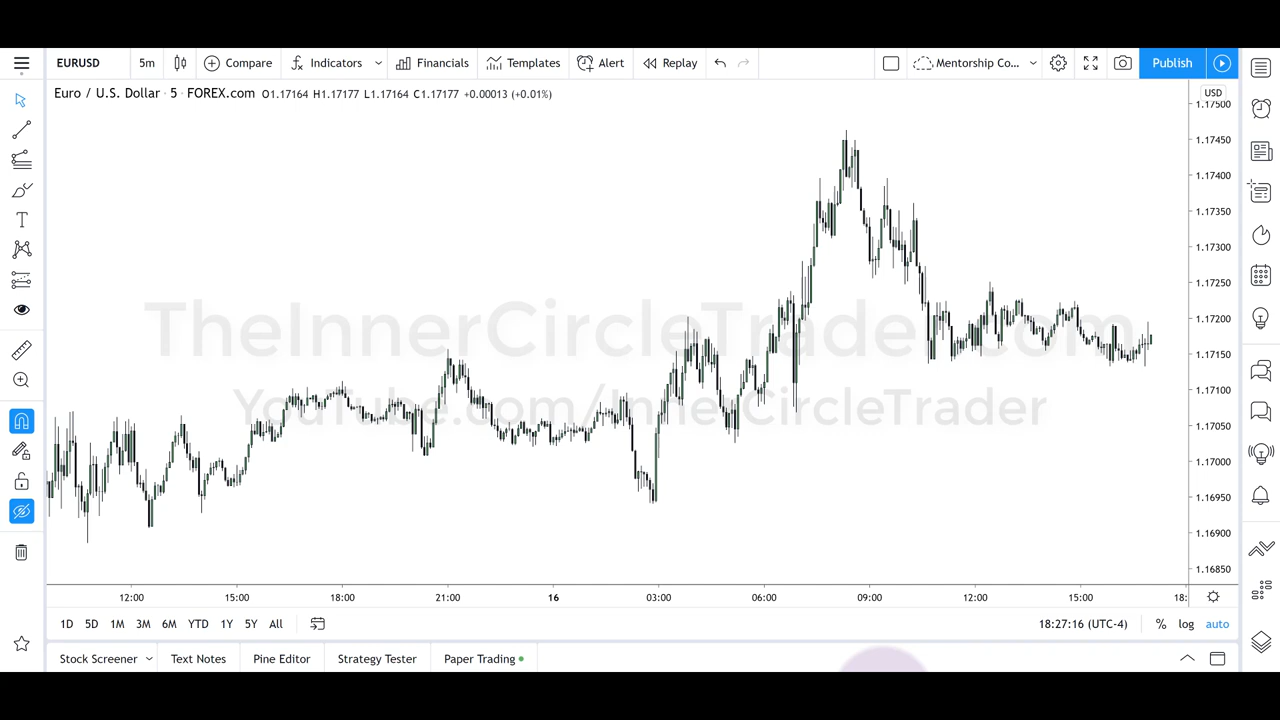 EURUSD 5m Compare Indicators Financials Templates Alert Replay Mentorship Co... Publish
Euro / U.S. Dollar · 5 · FOREX.com O1.17164 H1.17177 L1.17164 C1.17177 +0.00013 (+0.01%)
USD
1.17500
1.17450
1.17400
1.17350
1.17300
1.17250
1.17200
1.17150
1.17100
1.17050
1.17000
1.16950
1.16900
1.16850
TheInnerCircleTrader.com
YouTube.com/InnerCircleTrader
12:00 15:00 18:00 21:00 16 03:00 06:00 09:00 12:00 15:00 18:
1D 5D 1M 3M 6M YTD 1Y 5Y All 18:27:16 (UTC-4) % log auto
Stock Screener Text Notes Pine Editor Strategy Tester Paper Trading